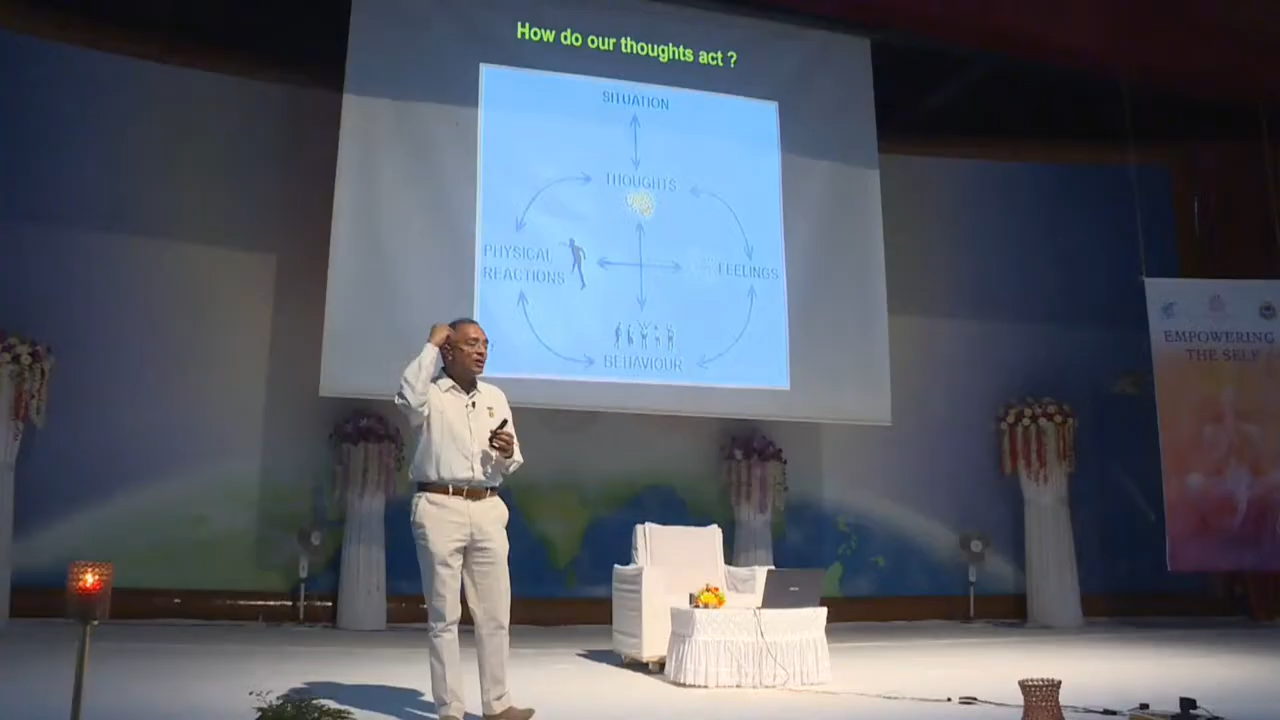 How do our thoughts act ?
SITUATION
THOUGHTS
PHYSICAL
REACTIONS
FEELINGS
BEHAVIOUR
EMPOWERING
THE SELF